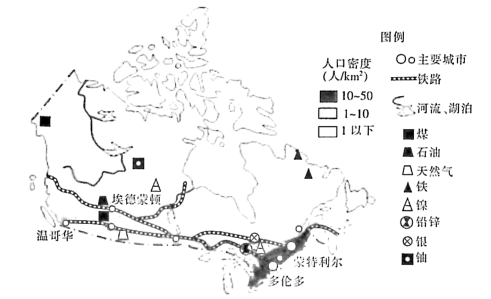 图例
人口密度
(人/km²)
10~50
1~10
1以下
主要城市
铁路
河流、湖泊
煤
石油
天然气
铁
镍
铅锌
银
铀
埃德蒙顿
温哥华
蒙特利尔
多伦多